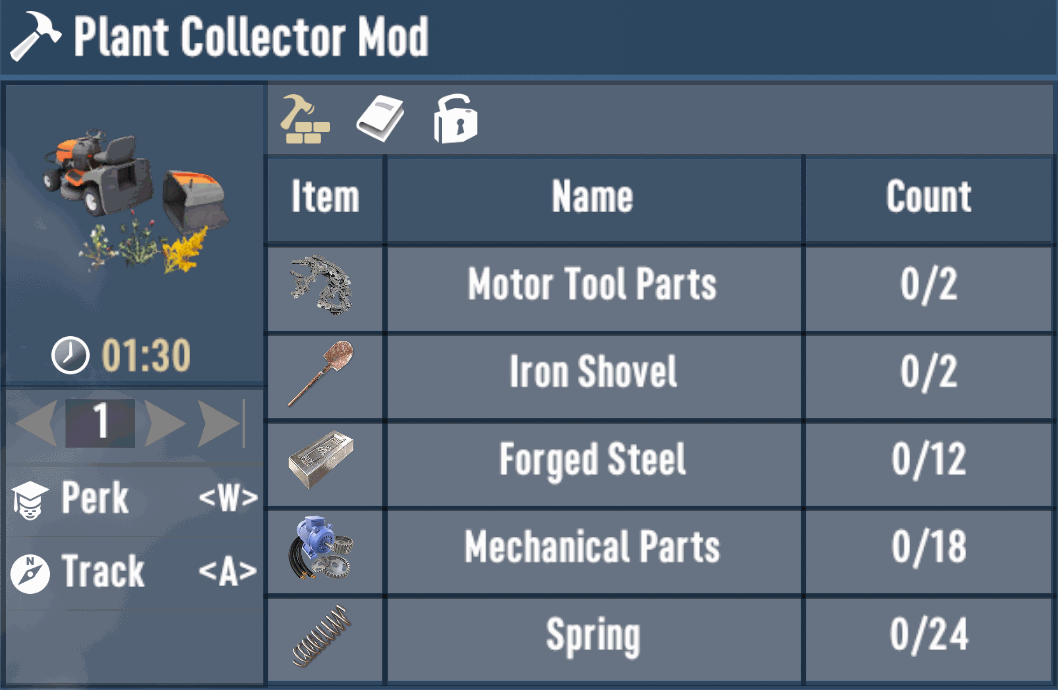 Plant Collector Mod
01:30
1
Perk <W>
Track <A>
Item Name Count
Motor Tool Parts 0/2
Iron Shovel 0/2
Forged Steel 0/12
Mechanical Parts 0/18
Spring 0/24